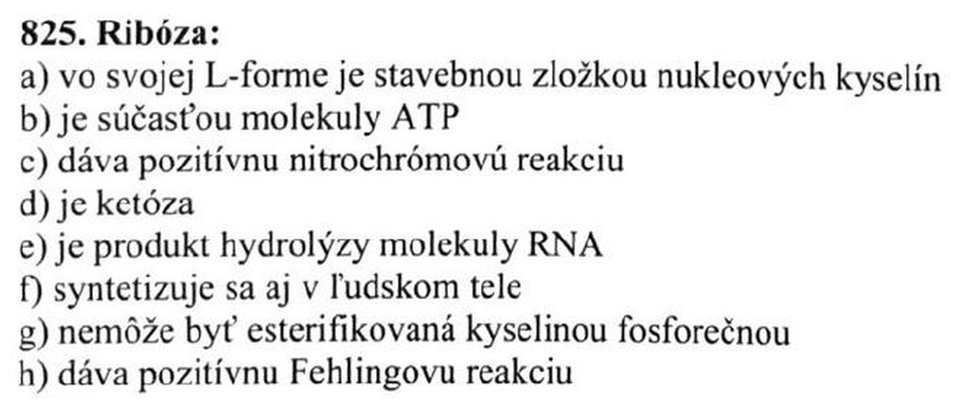 825. Ribóza:
a) vo svojej L-forme je stavebnou zložkou nukleových kyselín
b) je súčasťou molekuly ATP
c) dáva pozitívnu nitrochrómovú reakciu
d) je ketóza
e) je produkt hydrolýzy molekuly RNA
f) syntetizuje sa aj v ľudskom tele
g) nemôže byť esterifikovaná kyselinou fosforečnou
h) dáva pozitívnu Fehlingovu reakciu